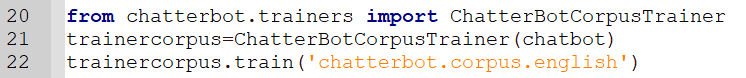 20 from chatterbot.trainers import ChatterBotCorpusTrainer
21 trainercorpus=ChatterBotCorpusTrainer(chatbot)
22 trainercorpus.train('chatterbot.corpus.english')